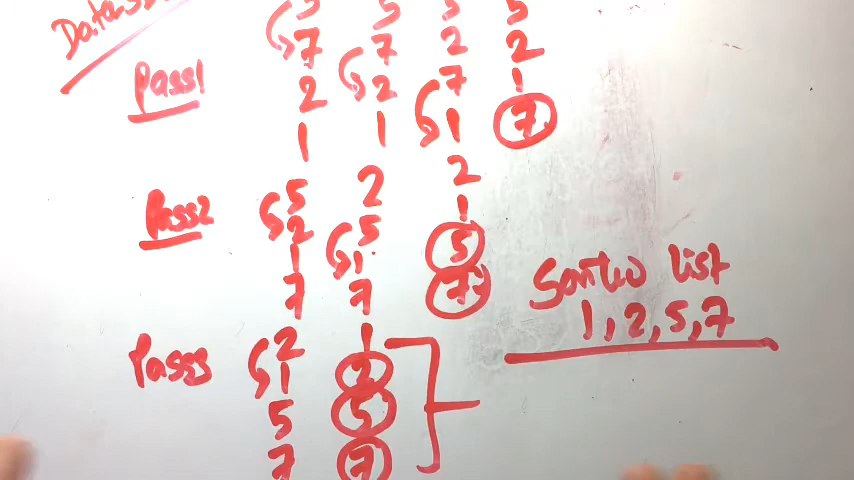 5 5 5 5
Pass1 7 7 2 2
2 2 7 1
1 1 1 7
Pass2 5 2 2
2 5 1
1 1 5
7 7 7
Sorted list
1, 2, 5, 7
Pass3 2 1
1 2
5 5
7 7